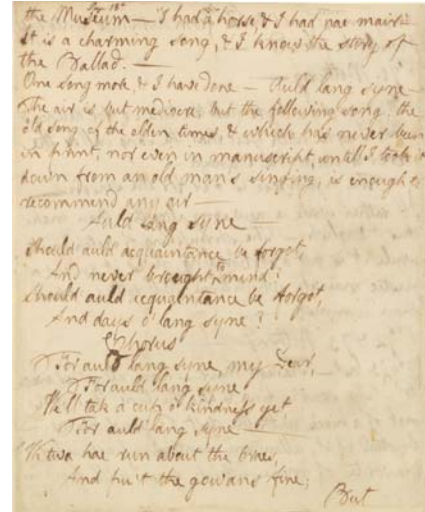 the Museum — "I had a horse, & I had nae mair" —
It is a charming song, & I know the story of
the Ballad. —
One song more, & I have done — Auld lang syne —
The air is but mediocre; but the following song, the
old song of the olden times, & which has never been
in print, nor even in manuscript, until I took it
down from an old man's singing, is enough to
recommend any air —
Auld lang syne —
Should auld acquaintance be forgot,
And never brought to mind?
Should auld acquaintance be forgot,
And days o' lang syne?
Chorus
For auld lang syne, my Dear,
For auld lang syne
We'll take a cup o' kindness yet
For auld lang syne —
We twa hae run about the braes,
And pu't the gowans fine;
But